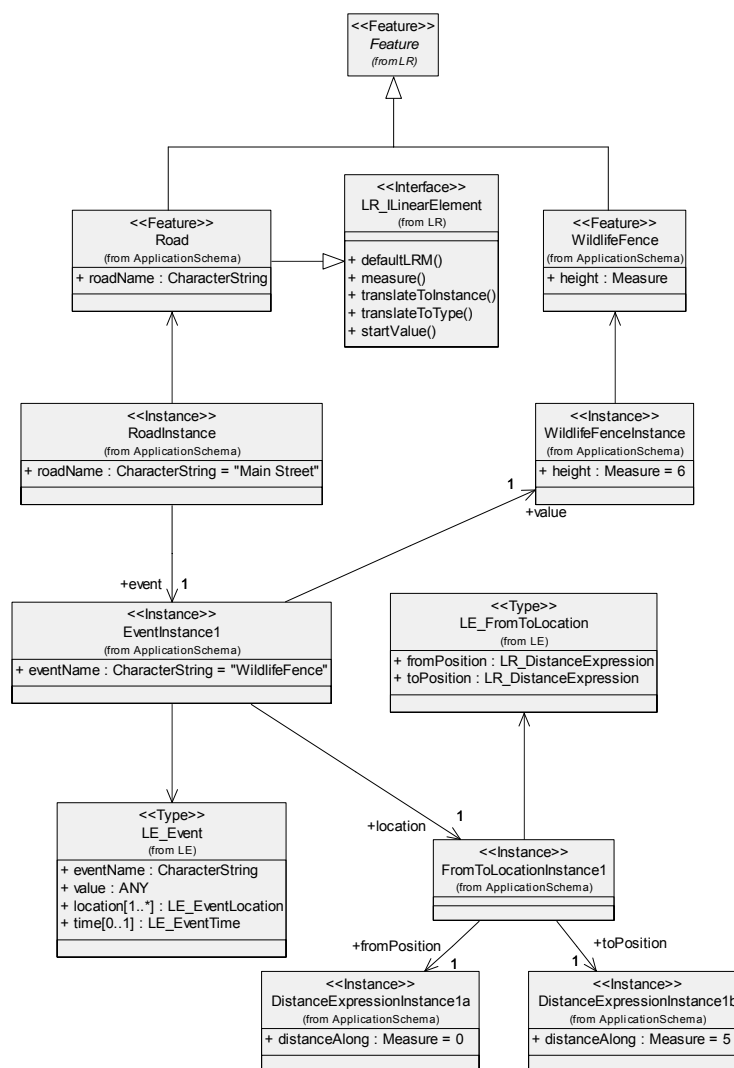 <<Feature>>
Feature
(from LR)
<<Feature>>
Road
(from ApplicationSchema)
+ roadName : CharacterString
<<Interface>>
LR_ILinearElement
(from LR)
+ defaultLRM()
+ measure()
+ translateToInstance()
+ translateToType()
+ startValue()
<<Feature>>
WildlifeFence
(from ApplicationSchema)
+ height : Measure
<<Instance>>
RoadInstance
(from ApplicationSchema)
+ roadName : CharacterString = "Main Street"
<<Instance>>
WildlifeFenceInstance
(from ApplicationSchema)
+ height : Measure = 6
1
+value
+event 1
<<Instance>>
EventInstance1
(from ApplicationSchema)
+ eventName : CharacterString = "WildlifeFence"
<<Type>>
LE_FromToLocation
(from LE)
+ fromPosition : LR_DistanceExpression
+ toPosition : LR_DistanceExpression
<<Type>>
LE_Event
(from LE)
+ eventName : CharacterString
+ value : ANY
+ location[1..*] : LE_EventLocation
+ time[0..1] : LE_EventTime
1
+location
<<Instance>>
FromToLocationInstance1
(from ApplicationSchema)
+fromPosition
1
+toPosition
1
<<Instance>>
DistanceExpressionInstance1a
(from ApplicationSchema)
+ distanceAlong : Measure = 0
<<Instance>>
DistanceExpressionInstance1b
(from ApplicationSchema)
+ distanceAlong : Measure = 5